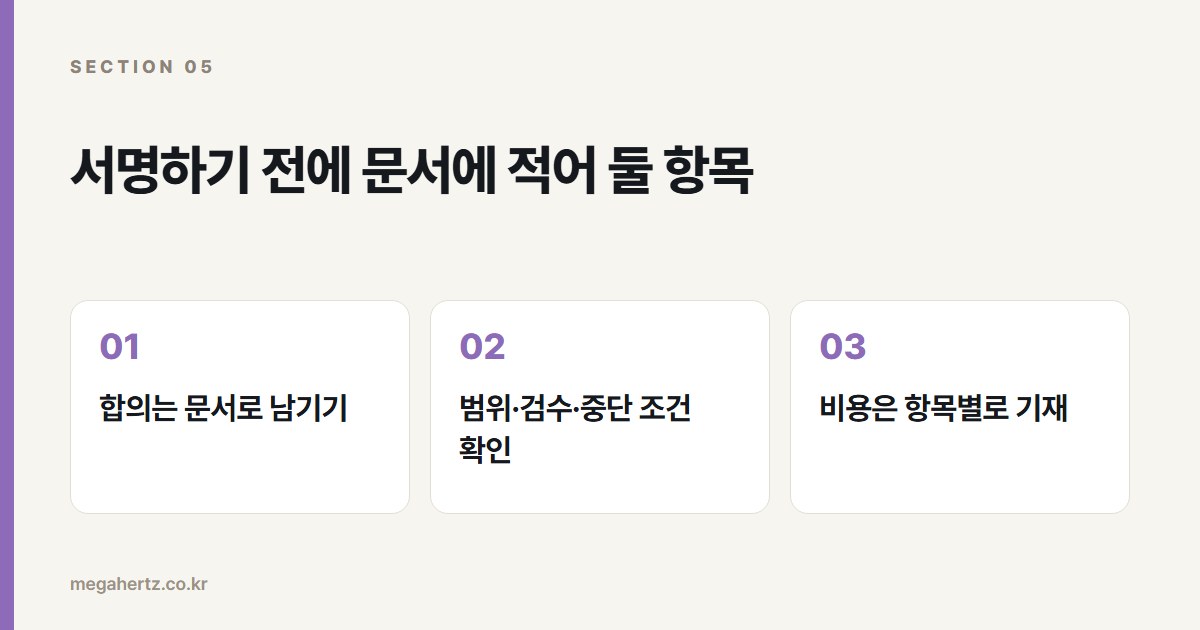 SECTION 05
서명하기 전에 문서에 적어 둘 항목
01
합의는 문서로 남기기
02
범위·검수·중단 조건
확인
03
비용은 항목별로 기재
megahertz.co.kr